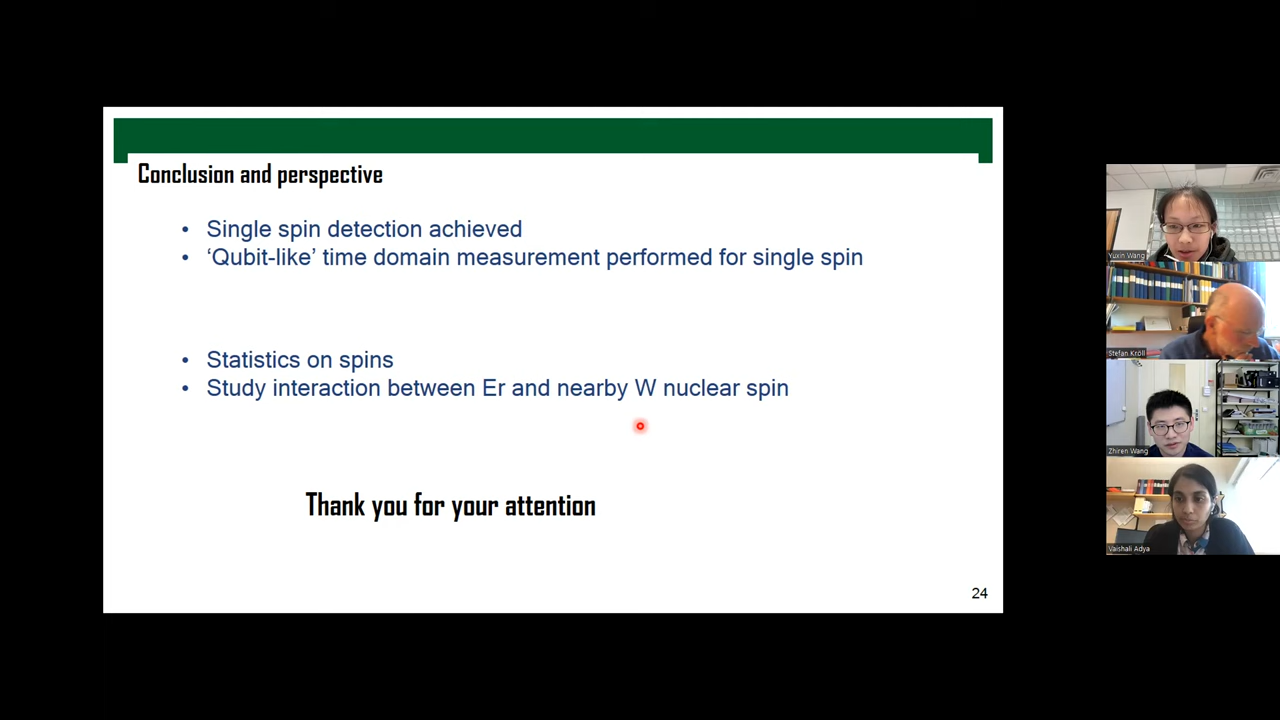 Conclusion and perspective
• Single spin detection achieved
• ‘Qubit-like’ time domain measurement performed for single spin
• Statistics on spins
• Study interaction between Er and nearby W nuclear spin
Thank you for your attention
24
Yuxin Wang
Stefan Kröll
Zhiren Wang
Vaishali Adya